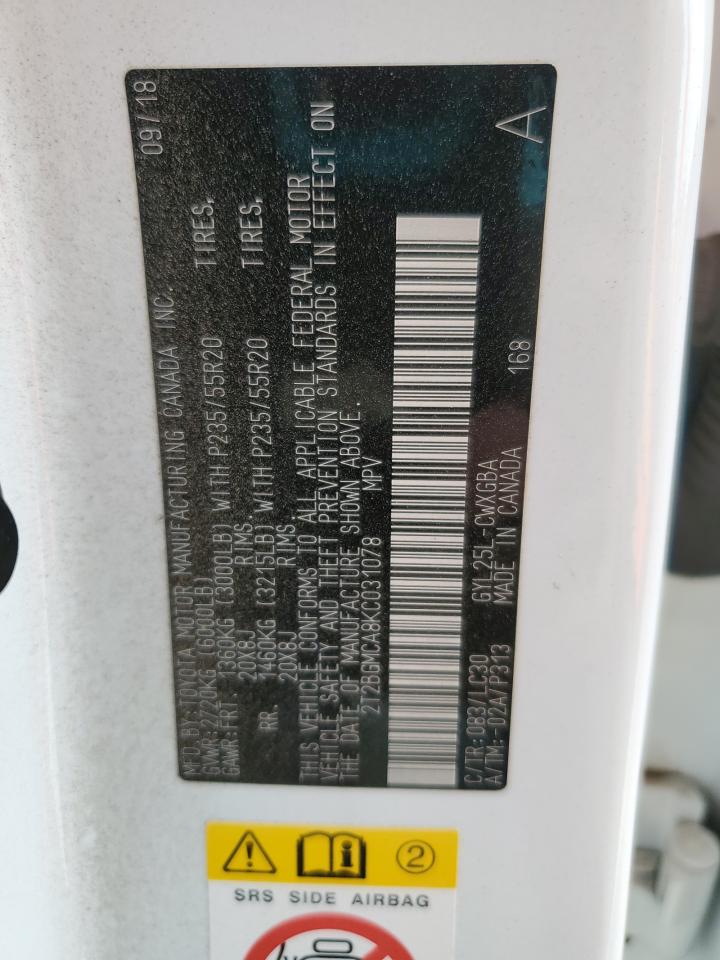 MFD. BY: TOYOTA MOTOR MANUFACTURING CANADA INC. 09/18
GVWR:2720KG (6000LB)
GAWR:FRT. 1360KG (3000LB) WITH P235/55R20 TIRES,
20X8J RIMS.
RR. 1460KG (3215LB) WITH P235/55R20 TIRES,
20X8J RIMS.
THIS VEHICLE CONFORMS TO ALL APPLICABLE FEDERAL MOTOR
VEHICLE SAFETY AND THEFT PREVENTION STANDARDS IN EFFECT ON
THE DATE OF MANUFACTURE SHOWN ABOVE.
2T2BGMCA8KC031078 MPV
C/TR:083/LC30 GYL25L-CWXGBA 168 A
A/TM:-02A/P313 MADE IN CANADA
2
SRS SIDE AIRBAG